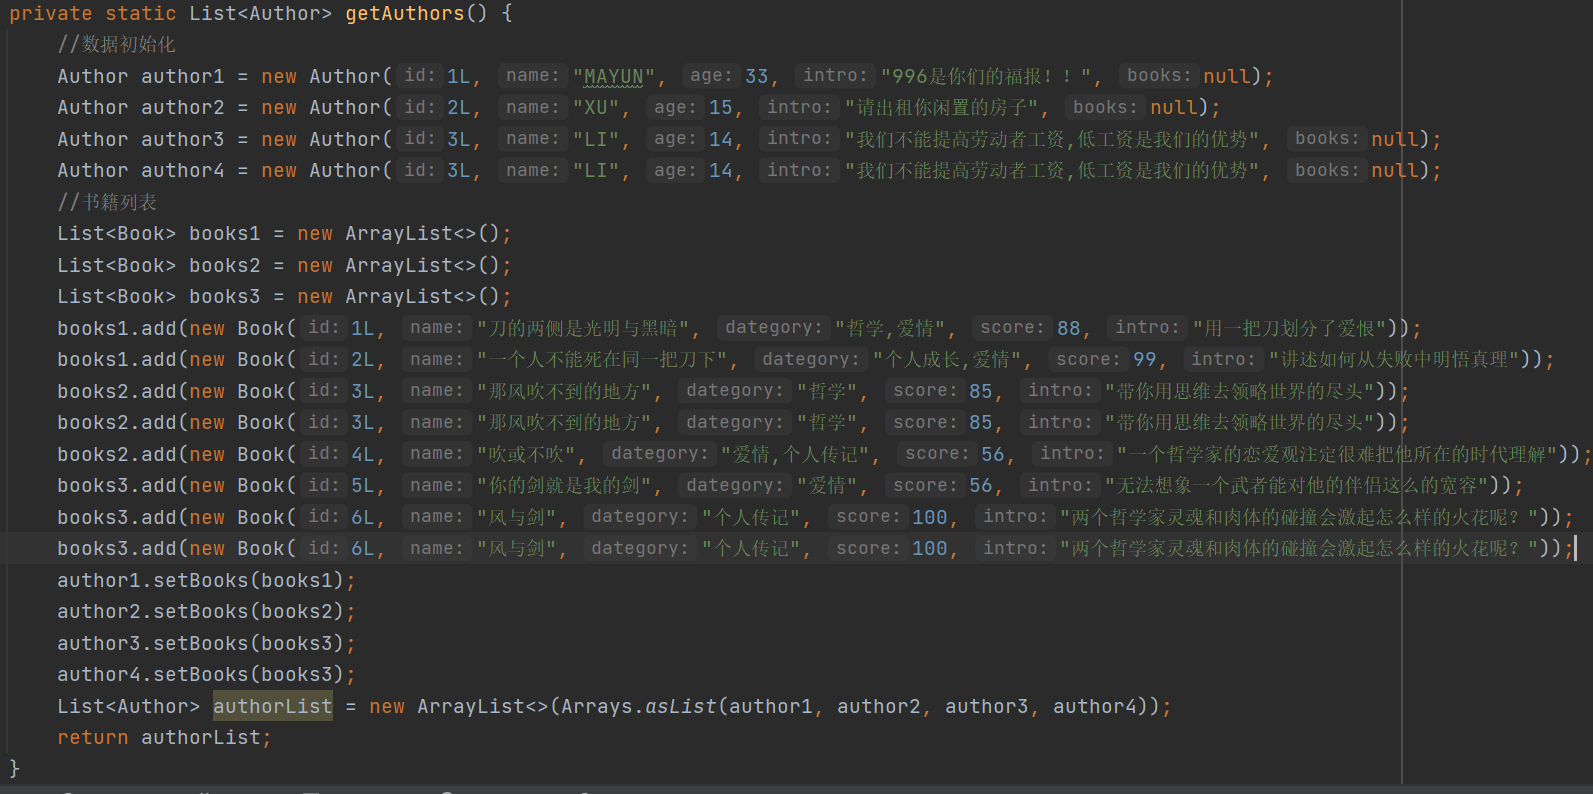 private static List<Author> getAuthors() {
//数据初始化
Author author1 = new Author( id: 1L, name: "MAYUN", age: 33, intro: "996是你们的福报！！", books: null);
Author author2 = new Author( id: 2L, name: "XU", age: 15, intro: "请出租你闲置的房子", books: null);
Author author3 = new Author( id: 3L, name: "LI", age: 14, intro: "我们不能提高劳动者工资,低工资是我们的优势", books: null);
Author author4 = new Author( id: 3L, name: "LI", age: 14, intro: "我们不能提高劳动者工资,低工资是我们的优势", books: null);
//书籍列表
List<Book> books1 = new ArrayList<>();
List<Book> books2 = new ArrayList<>();
List<Book> books3 = new ArrayList<>();
books1.add(new Book( id: 1L, name: "刀的两侧是光明与黑暗", dategory: "哲学,爱情", score: 88, intro: "用一把刀划分了爱恨"));
books1.add(new Book( id: 2L, name: "一个人不能死在同一把刀下", dategory: "个人成长,爱情", score: 99, intro: "讲述如何从失败中明悟真理"));
books2.add(new Book( id: 3L, name: "那风吹不到的地方", dategory: "哲学", score: 85, intro: "带你用思维去领略世界的尽头"));
books2.add(new Book( id: 3L, name: "那风吹不到的地方", dategory: "哲学", score: 85, intro: "带你用思维去领略世界的尽头"));
books2.add(new Book( id: 4L, name: "吹或不吹", dategory: "爱情,个人传记", score: 56, intro: "一个哲学家的恋爱观注定很难把他所在的时代理解"));
books3.add(new Book( id: 5L, name: "你的剑就是我的剑", dategory: "爱情", score: 56, intro: "无法想象一个武者能对他的伴侣这么的宽容"));
books3.add(new Book( id: 6L, name: "风与剑", dategory: "个人传记", score: 100, intro: "两个哲学家灵魂和肉体的碰撞会激起怎么样的火花呢？"));
books3.add(new Book( id: 6L, name: "风与剑", dategory: "个人传记", score: 100, intro: "两个哲学家灵魂和肉体的碰撞会激起怎么样的火花呢？"));
author1.setBooks(books1);
author2.setBooks(books2);
author3.setBooks(books3);
author4.setBooks(books3);
List<Author> authorList = new ArrayList<>(Arrays.asList(author1, author2, author3, author4));
return authorList;
}